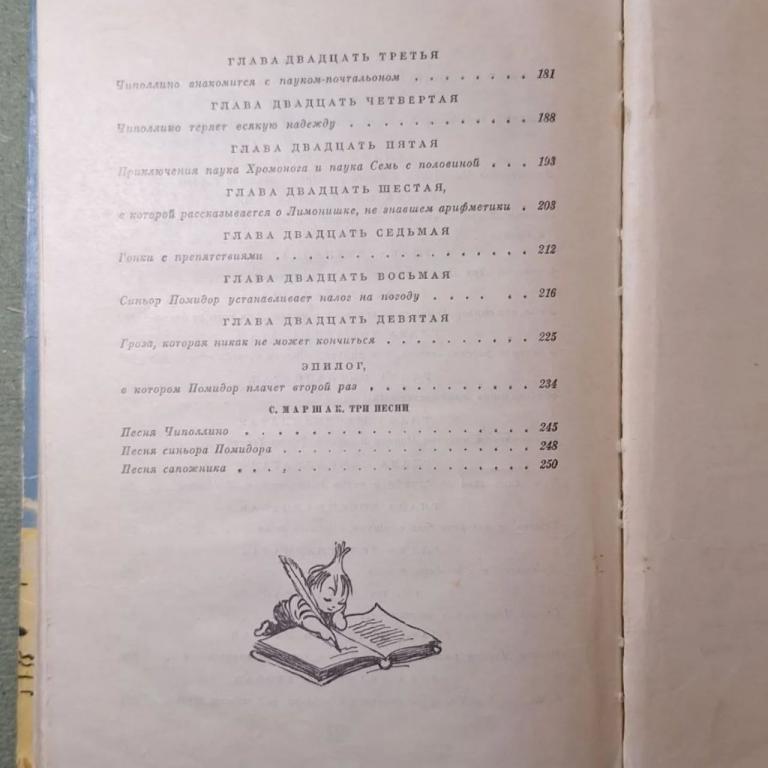 ГЛАВА ДВАДЦАТЬ ТРЕТЬЯ
Чиполлино знакомится с пауком-почтальоном . . . . . . . . 181
ГЛАВА ДВАДЦАТЬ ЧЕТВЕРТАЯ
Чиполлино теряет всякую надежду . . . . . . . . . . . . 188
ГЛАВА ДВАДЦАТЬ ПЯТАЯ
Приключения паука Хромонога и паука Семь с половиной . . . 193
ГЛАВА ДВАДЦАТЬ ШЕСТАЯ,
в которой рассказывается о Лимонишке, не знавшем арифметики . 203
ГЛАВА ДВАДЦАТЬ СЕДЬМАЯ
Гонки с препятствиями . . . . . . . . . . . . . . . . . 212
ГЛАВА ДВАДЦАТЬ ВОСЬМАЯ
Синьор Помидор устанавливает налог на погоду . . . . . . 216
ГЛАВА ДВАДЦАТЬ ДЕВЯТАЯ
Гроза, которая никак не может кончиться . . . . . . . . . . 225
ЭПИЛОГ,
в котором Помидор плачет второй раз . . . . . . . . . . . 234
С. МАРШАК. ТРИ ПЕСНИ
Песня Чиполлино . . . . . . . . . . . . . . . . . . . 245
Песня синьора Помидора . . . . . . . . . . . . . . . . . 248
Песня сапожника . . . . . . . . . . . . . . . . . . . . 250